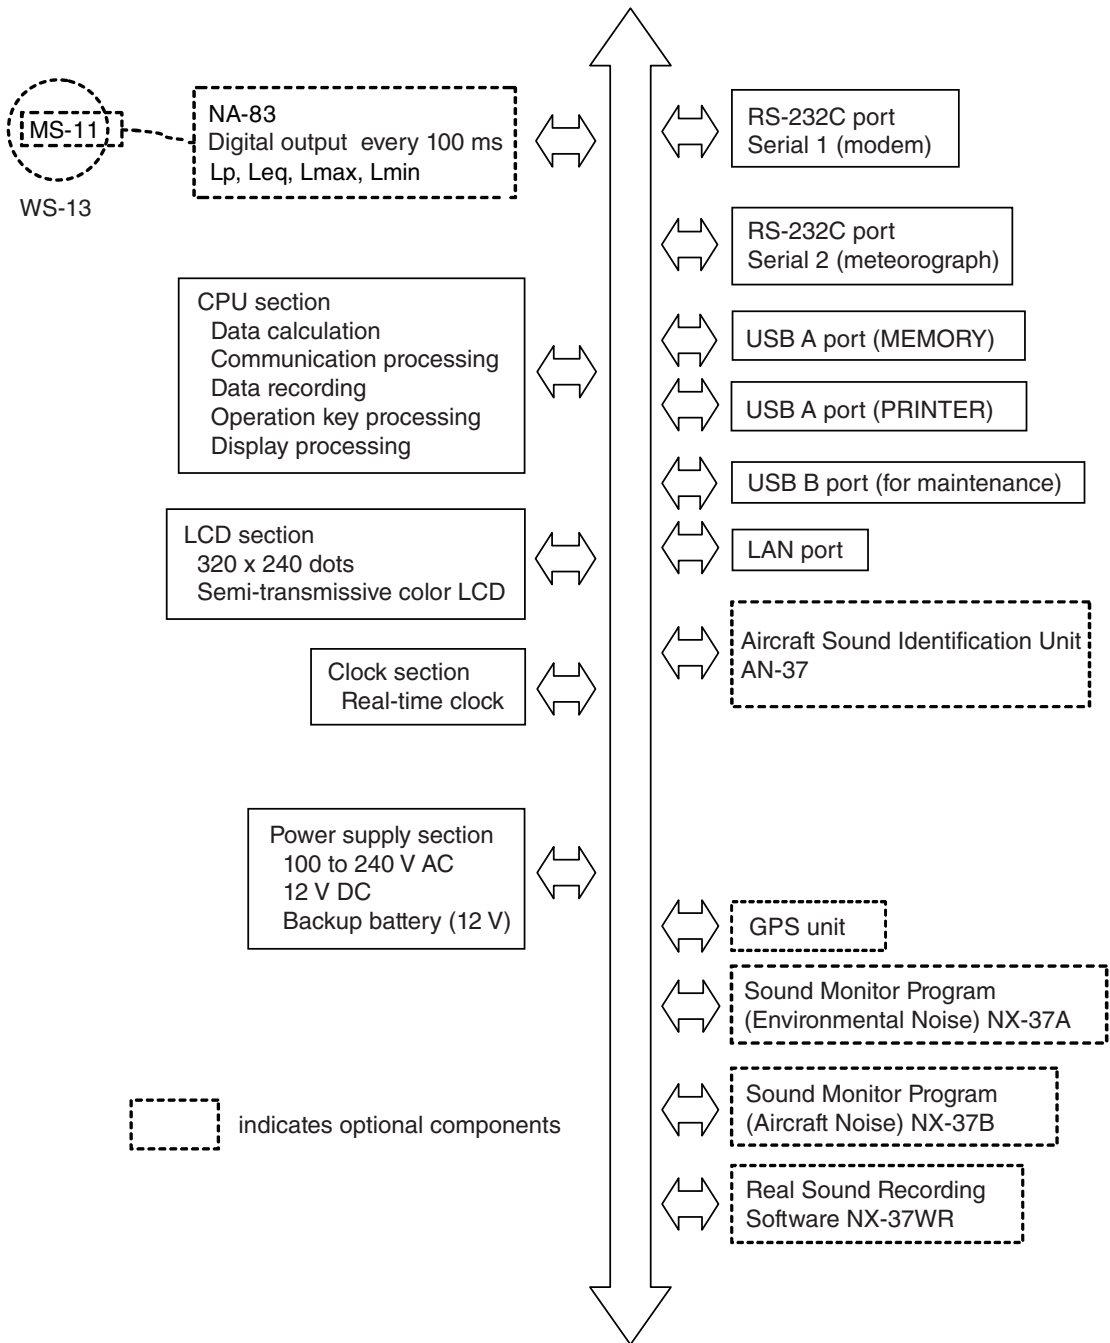 MS-11
WS-13
NA-83
Digital output every 100 ms
Lp, Leq, Lmax, Lmin
CPU section
Data calculation
Communication processing
Data recording
Operation key processing
Display processing
LCD section
320 x 240 dots
Semi-transmissive color LCD
Clock section
Real-time clock
Power supply section
100 to 240 V AC
12 V DC
Backup battery (12 V)
indicates optional components
RS-232C port
Serial 1 (modem)
RS-232C port
Serial 2 (meteorograph)
USB A port (MEMORY)
USB A port (PRINTER)
USB B port (for maintenance)
LAN port
Aircraft Sound Identification Unit
AN-37
GPS unit
Sound Monitor Program
(Environmental Noise) NX-37A
Sound Monitor Program
(Aircraft Noise) NX-37B
Real Sound Recording
Software NX-37WR